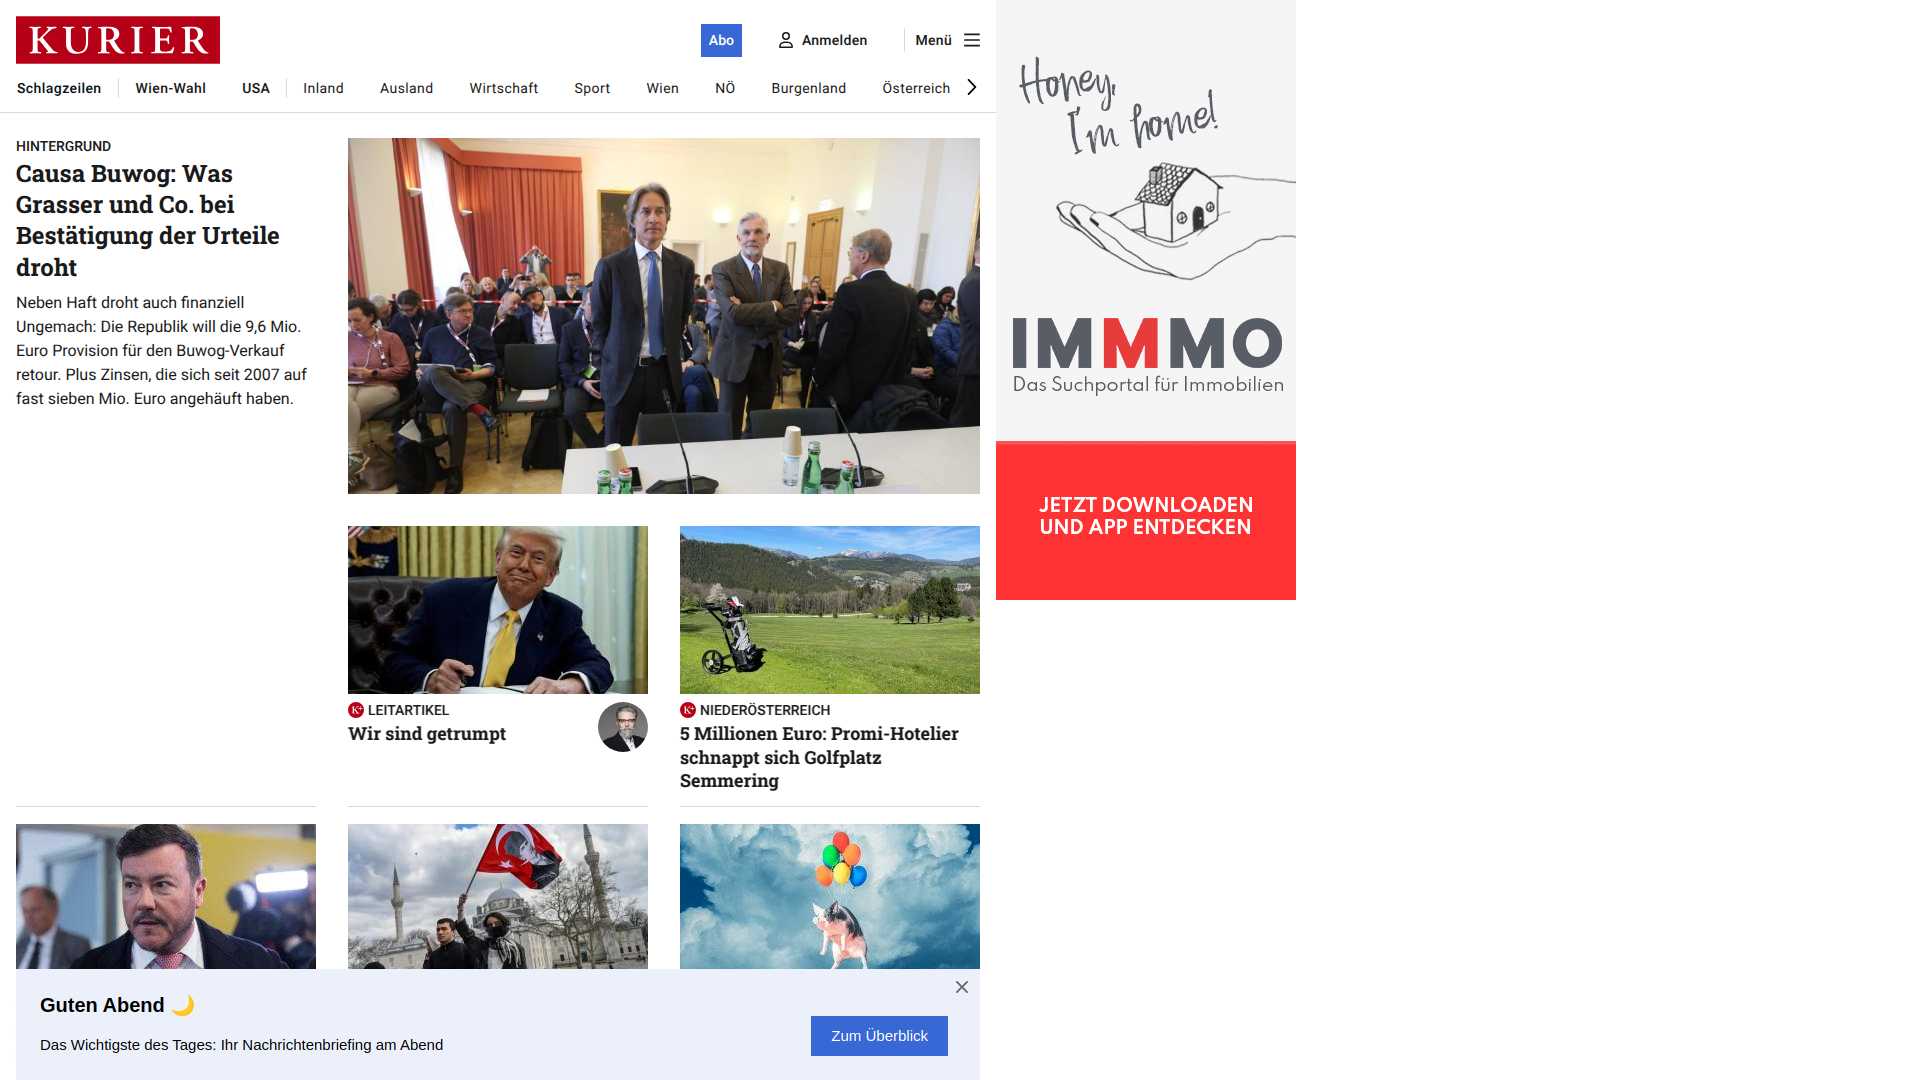 KURIER
Abo
Anmelden
Menü
Schlagzeilen
Wien-Wahl
USA
Inland
Ausland
Wirtschaft
Sport
Wien
NÖ
Burgenland
Österreich
HINTERGRUND
Causa Buwog: Was
Grasser und Co. bei
Bestätigung der Urteile
droht
Neben Haft droht auch finanziell
Ungemach: Die Republik will die 9,6 Mio.
Euro Provision für den Buwog-Verkauf
retour. Plus Zinsen, die sich seit 2007 auf
fast sieben Mio. Euro angehäuft haben.
K+ LEITARTIKEL
Wir sind getrumpt
K+ NIEDERÖSTERREICH
5 Millionen Euro: Promi-Hotelier
schnappt sich Golfplatz
Semmering
Guten Abend 🌙
Das Wichtigste des Tages: Ihr Nachrichtenbriefing am Abend
Zum Überblick
Honey,
I'm home!
IMMMO
Das Suchportal für Immobilien
JETZT DOWNLOADEN
UND APP ENTDECKEN